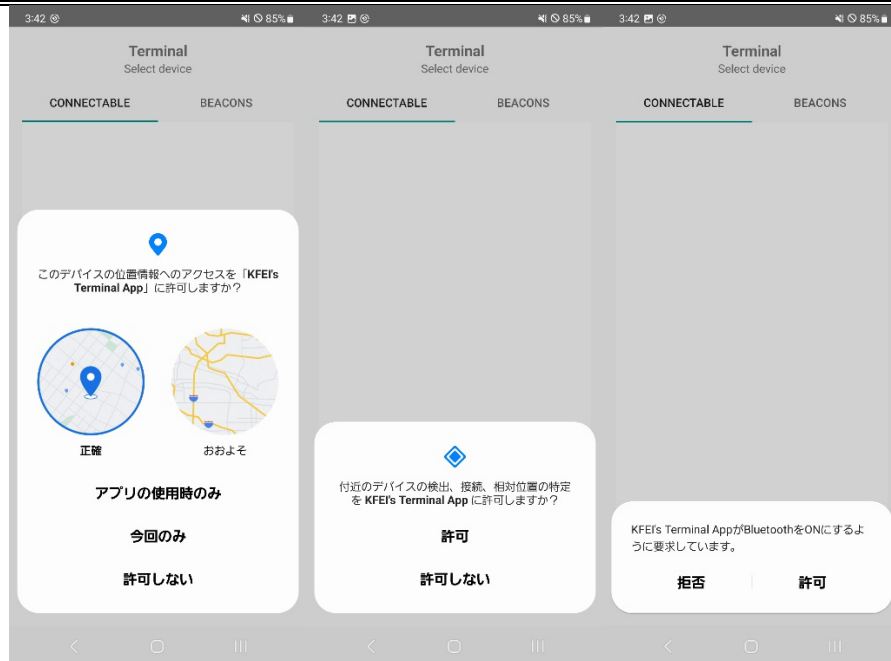 3:42
85%
Terminal
Select device
CONNECTABLE
BEACONS
このデバイスの位置情報へのアクセスを「KFEI's
Terminal App」に許可しますか？
正確
おおよそ
アプリの使用時のみ
今回のみ
許可しない
3:42
85%
Terminal
Select device
CONNECTABLE
BEACONS
付近のデバイスの検出、接続、相対位置の特定
を KFEI's Terminal App に許可しますか？
許可
許可しない
3:42
85%
Terminal
Select device
CONNECTABLE
BEACONS
KFEI's Terminal AppがBluetoothをONにするよ
うに要求しています。
拒否
許可